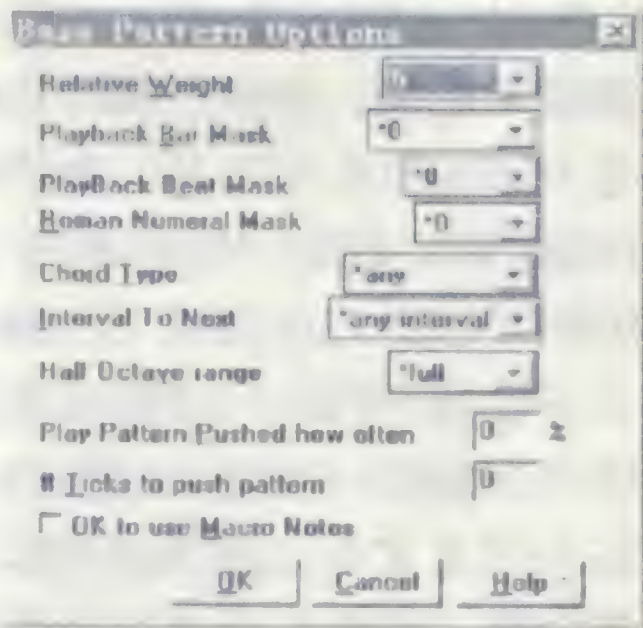 Bass Pattern Options
Relative Weight 0
Playback Bar Mask *0
PlayBack Beat Mask *0
Roman Numeral Mask *0
Chord Type *any
Interval To Next *any interval
Half Octave range *full
Play Pattern Pushed how often 0 %
# Ticks to push pattern 0
OK to use Macro Notes
OK Cancel Help